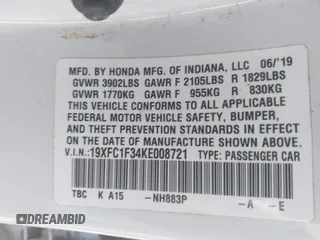 MFD. BY HONDA MFG. OF INDIANA, LLC 06/'19
GVWR 3902LBS GAWR F 2105LBS R 1829LBS
GVWR 1770KG GAWR F 955KG R 830KG
THIS VEHICLE CONFORMS TO ALL APPLICABLE
FEDERAL MOTOR VEHICLE SAFETY, BUMPER,
AND THEFT PREVENTION STANDARDS IN EFFECT
ON THE DATE OF MANUFACTURE SHOWN ABOVE.
V.I.N.:19XFC1F34KE008721 TYPE: PASSENGER CAR
TBC K A15 -NH883P -A -E
© CARFROMUSABID